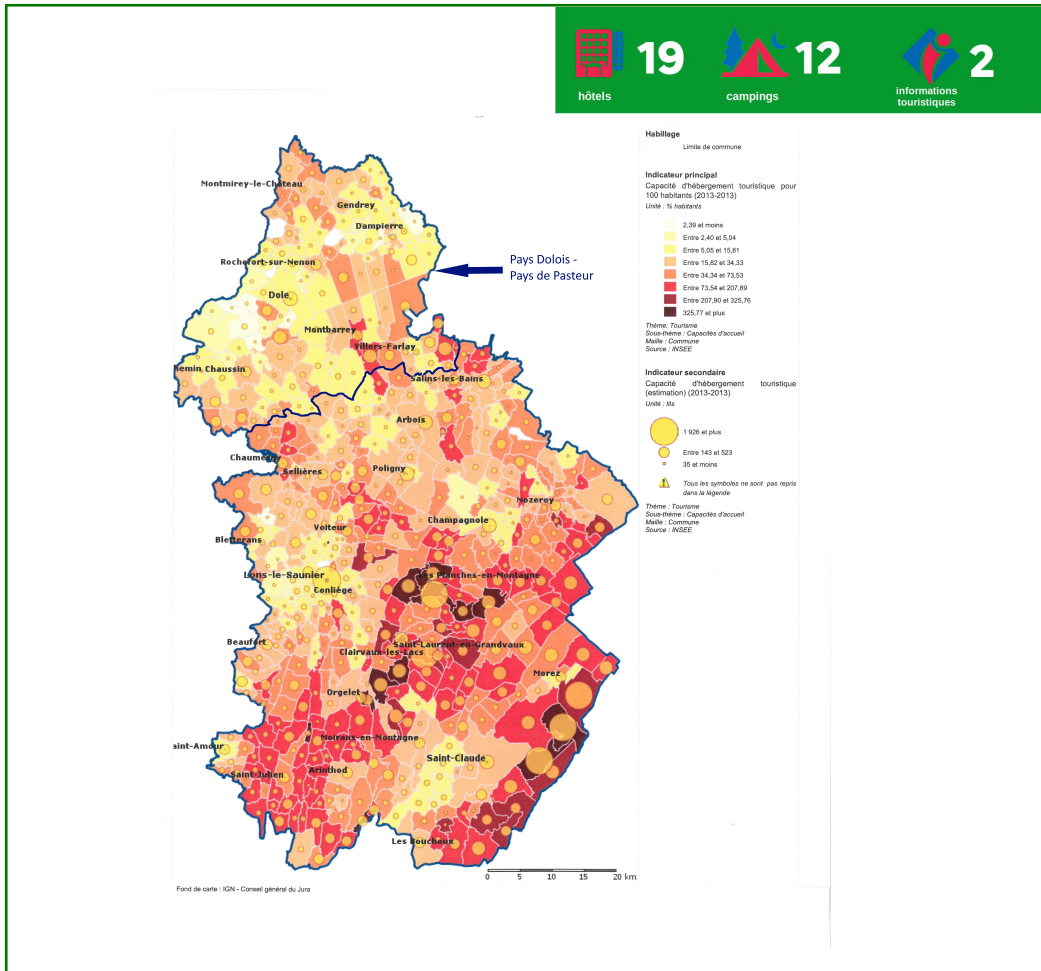 19
12
2
hôtels
campings
informations
touristiques
Habillage
Limite de commune
Indicateur principal
Capacité d'hébergement touristique pour
100 habitants (2013-2013)
Unité : % habitants
2,39 et moins
Entre 2,40 et 5,04
Entre 5,05 et 15,81
Entre 15,82 et 34,33
Entre 34,34 et 73,53
Entre 73,54 et 207,89
Entre 207,90 et 325,76
325,77 et plus
Thème: Tourisme
Sous-thème : Capacités d'accueil
Maille : Commune
Source : INSEE
Indicateur secondaire
Capacité d'hébergement touristique
(estimation) (2013-2013)
Unité : lits
1 926 et plus
Entre 143 et 523
35 et moins
Tous les symboles ne sont pas repris
dans la légende
Thème : Tourisme
Sous-thème : Capacités d'accueil
Maille : Commune
Source : INSEE
Pays Dolois -
Pays de Pasteur
Montmirey-le-Château
Gendrey
Dampierre
Rochefort-sur-Nenon
Dole
Montbarrey
Villers-Farlay
hemin Chaussin
Salins-les-Bains
Arbois
Chaumergy
Sellières
Poligny
Nozeroy
Champagnole
Voiteur
Bletterans
Lons-le-Saunier
Les Planches-en-Montagne
Conliège
Beaufort
Saint-Laurent-en-Grandvaux
Clairvaux-les-Lacs
Morez
Orgelet
Moirans-en-Montagne
aint-Amour
Saint-Claude
Saint-Julien
Arinthod
Les Bouchoux
0 5 10 15 20 km
Fond de carte : IGN - Conseil général du Jura